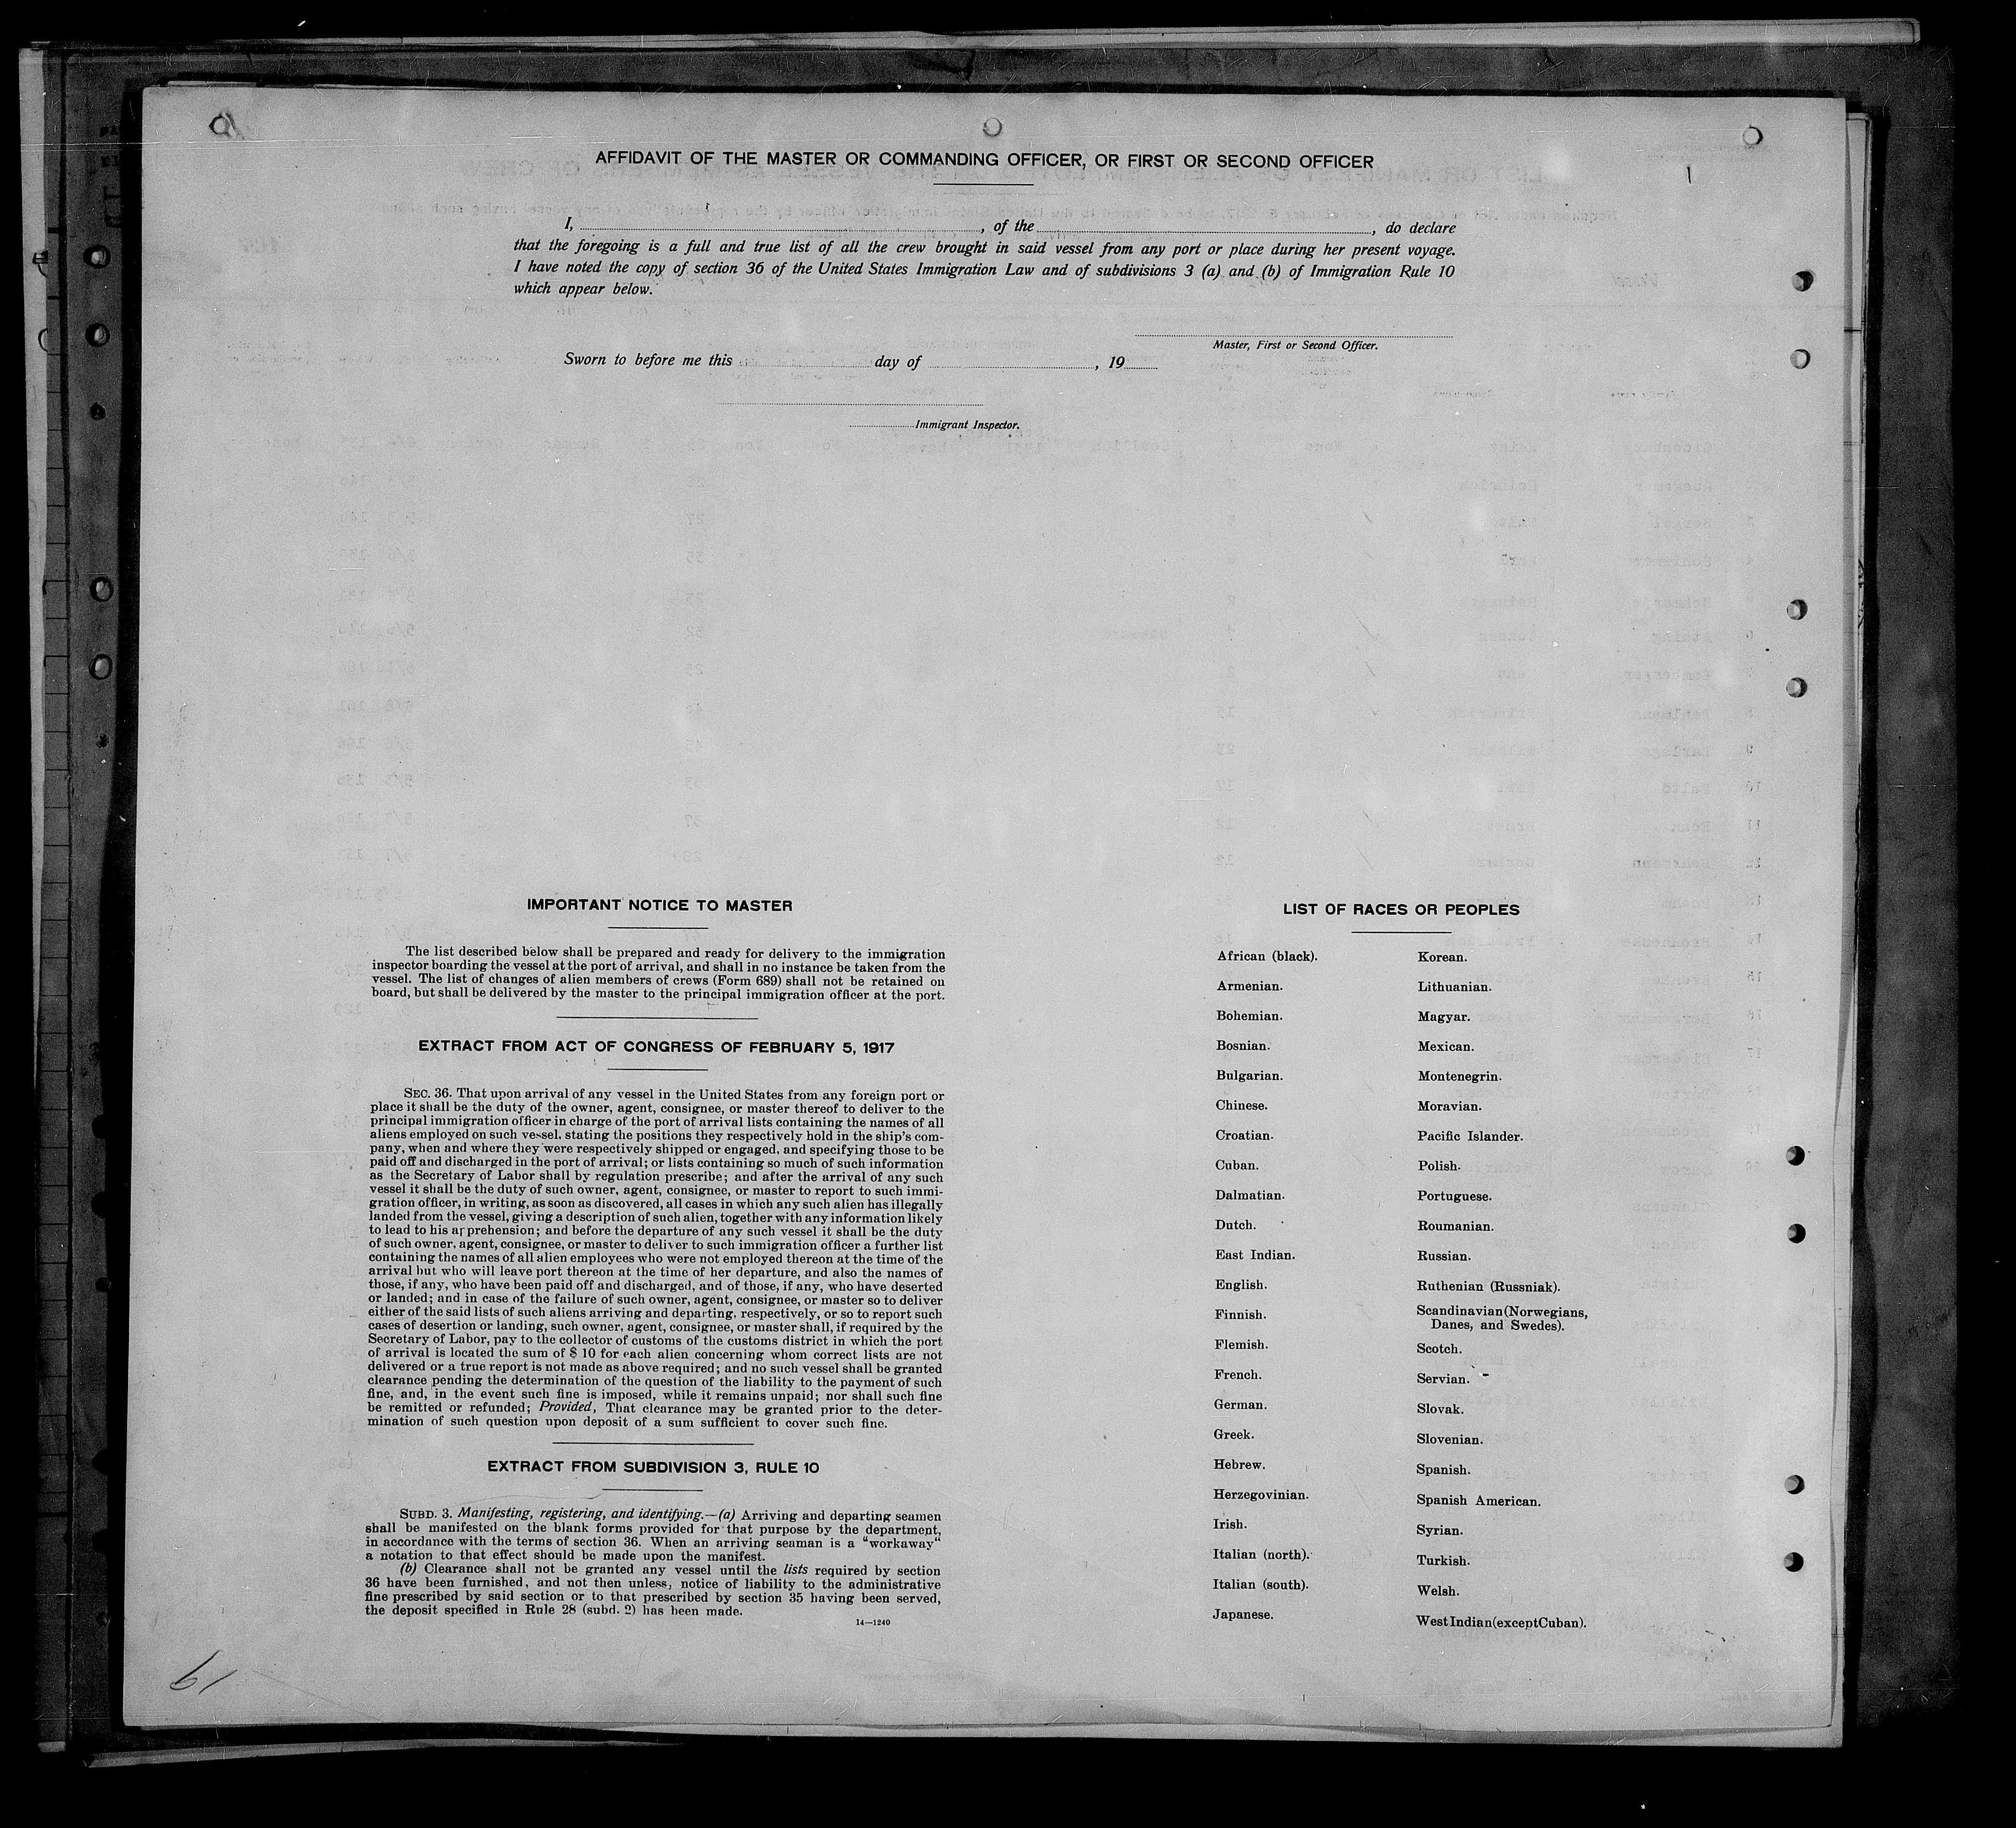 AFFIDAVIT OF THE MASTER OR COMMANDING OFFICER, OR FIRST OR SECOND OFFICER
I, , of the , do declare
that the foregoing is a full and true list of all the crew brought in said vessel from any port or place during her present voyage.
I have noted the copy of section 36 of the United States Immigration Law and of subdivisions 3 (a) and (b) of Immigration Rule 10
which appear below.
Master, First or Second Officer.
Sworn to before me this day of , 19
Immigrant Inspector.
IMPORTANT NOTICE TO MASTER
The list described below shall be prepared and ready for delivery to the immigration
inspector boarding the vessel at the port of arrival, and shall in no instance be taken from the
vessel. The list of changes of alien members of crews (Form 689) shall not be retained on
board, but shall be delivered by the master to the principal immigration officer at the port.
EXTRACT FROM ACT OF CONGRESS OF FEBRUARY 5, 1917
SEC. 36. That upon arrival of any vessel in the United States from any foreign port or
place it shall be the duty of the owner, agent, consignee, or master thereof to deliver to the
principal immigration officer in charge of the port of arrival lists containing the names of all
aliens employed on such vessel, stating the positions they respectively hold in the ship's com-
pany, when and where they were respectively shipped or engaged, and specifying those to be
paid off and discharged in the port of arrival; or lists containing so much of such information
as the Secretary of Labor shall by regulation prescribe; and after the arrival of any such
vessel it shall be the duty of such owner, agent, consignee, or master to report to such immi-
gration officer, in writing, as soon as discovered, all cases in which any such alien has illegally
landed from the vessel, giving a description of such alien, together with any information likely
to lead to his apprehension; and before the departure of any such vessel it shall be the duty
of such owner, agent, consignee, or master to deliver to such immigration officer a further list
containing the names of all alien employees who were not employed thereon at the time of the
arrival but who will leave port thereon at the time of her departure, and also the names of
those, if any, who have been paid off and discharged, and of those, if any, who have deserted
or landed; and in case of the failure of such owner, agent, consignee, or master so to deliver
either of the said lists of such aliens arriving and departing, respectively, or so to report such
cases of desertion or landing, such owner, agent, consignee, or master shall, if required by the
Secretary of Labor, pay to the collector of customs of the customs district in which the port
of arrival is located the sum of $ 10 for each alien concerning whom correct lists are not
delivered or a true report is not made as above required; and no such vessel shall be granted
clearance pending the determination of the question of the liability to the payment of such
fine, and, in the event such fine is imposed, while it remains unpaid; nor shall such fine
be remitted or refunded; Provided, That clearance may be granted prior to the deter-
mination of such question upon deposit of a sum sufficient to cover such fine.
EXTRACT FROM SUBDIVISION 3, RULE 10
SUBD. 3. Manifesting, registering, and identifying.—(a) Arriving and departing seamen
shall be manifested on the blank forms provided for that purpose by the department,
in accordance with the terms of section 36. When an arriving seaman is a "workaway"
a notation to that effect should be made upon the manifest.
(b) Clearance shall not be granted any vessel until the lists required by section
36 have been furnished, and not then unless, notice of liability to the administrative
fine prescribed by said section or to that prescribed by section 35 having been served,
the deposit specified in Rule 28 (subd. 2) has been made.
14—1240
61
LIST OF RACES OR PEOPLES
African (black).
Armenian.
Bohemian.
Bosnian.
Bulgarian.
Chinese.
Croatian.
Cuban.
Dalmatian.
Dutch.
East Indian.
English.
Finnish.
Flemish.
French.
German.
Greek.
Hebrew.
Herzegovinian.
Irish.
Italian (north).
Italian (south).
Japanese.
Korean.
Lithuanian.
Magyar.
Mexican.
Montenegrin.
Moravian.
Pacific Islander.
Polish.
Portuguese.
Roumanian.
Russian.
Ruthenian (Russniak).
Scandinavian (Norwegians,
Danes, and Swedes).
Scotch.
Servian.
Slovak.
Slovenian.
Spanish.
Spanish American.
Syrian.
Turkish.
Welsh.
West Indian (except Cuban).